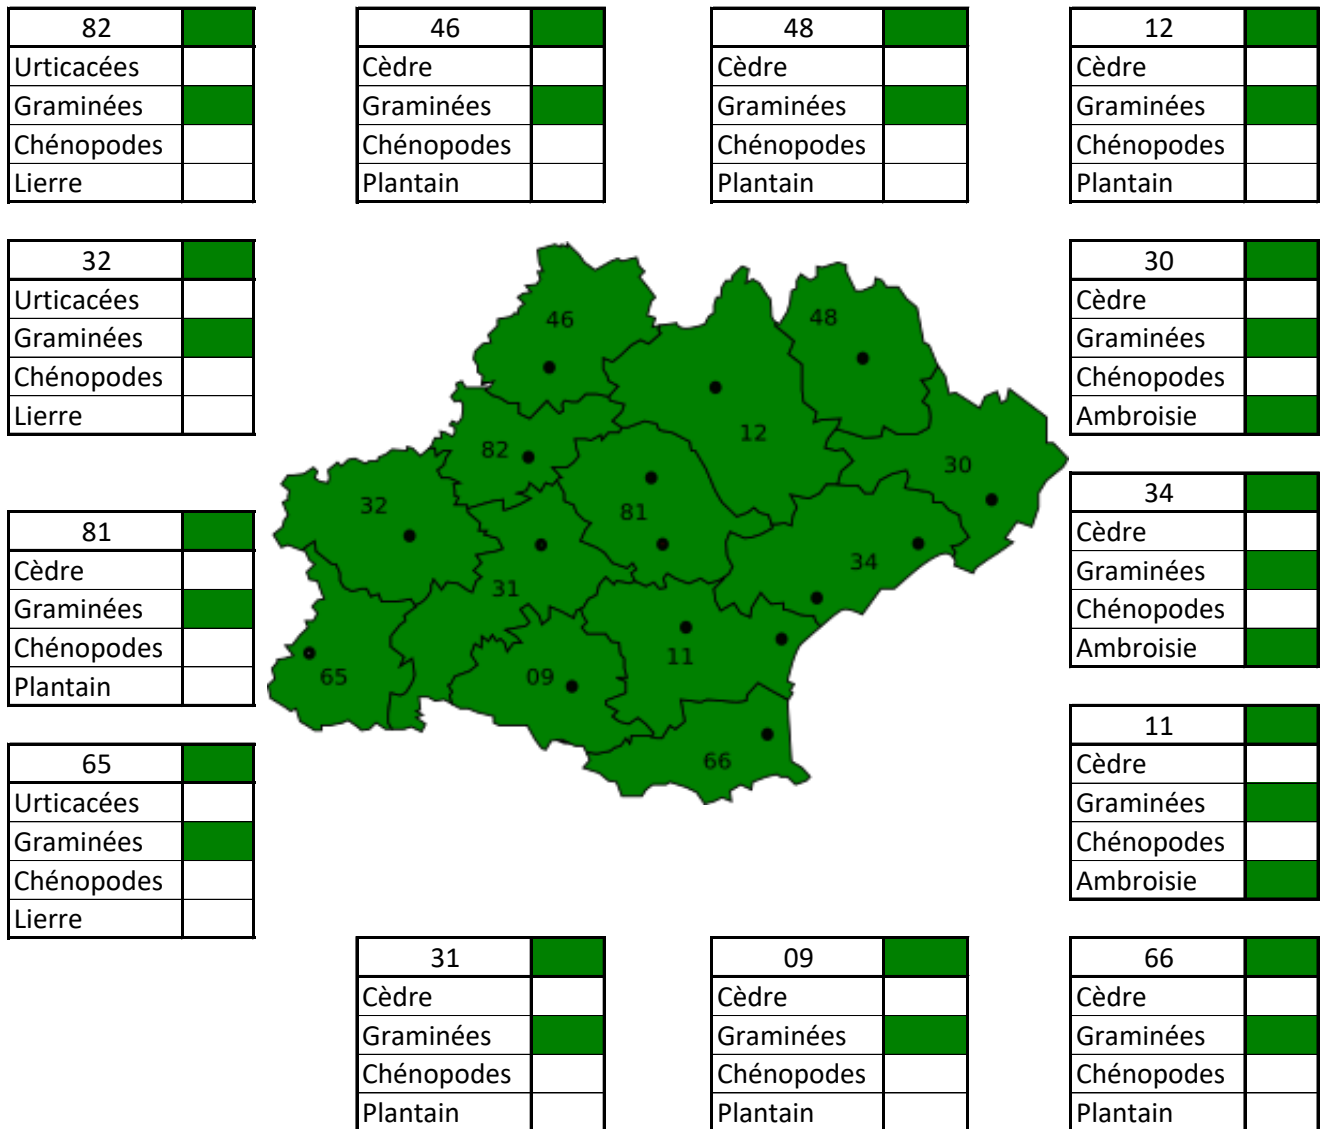 82
Urticacées
Graminées
Chénopodes
Lierre
46
Cèdre
Graminées
Chénopodes
Plantain
48
Cèdre
Graminées
Chénopodes
Plantain
12
Cèdre
Graminées
Chénopodes
Plantain
32
Urticacées
Graminées
Chénopodes
Lierre
30
Cèdre
Graminées
Chénopodes
Ambroisie
46
48
12
82
30
32
81
34
31
11
65
09
66
81
Cèdre
Graminées
Chénopodes
Plantain
34
Cèdre
Graminées
Chénopodes
Ambroisie
65
Urticacées
Graminées
Chénopodes
Lierre
11
Cèdre
Graminées
Chénopodes
Ambroisie
31
Cèdre
Graminées
Chénopodes
Plantain
09
Cèdre
Graminées
Chénopodes
Plantain
66
Cèdre
Graminées
Chénopodes
Plantain